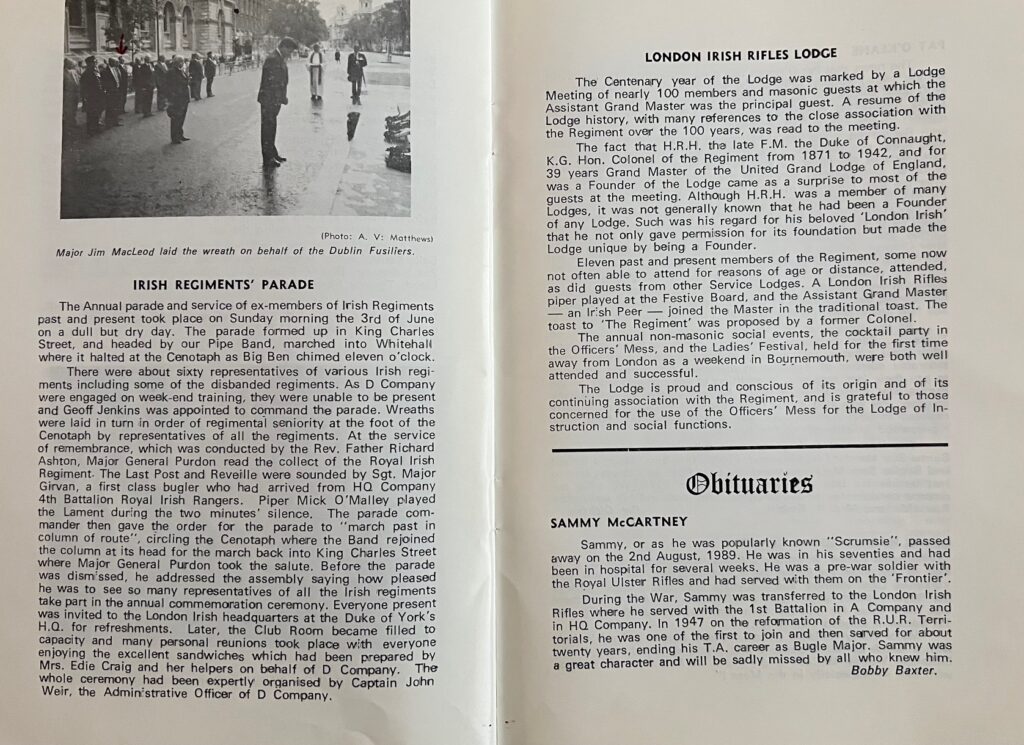 (Photo: A. V: Matthews)
Major Jim MacLeod laid the wreath on behalf of the Dublin Fusiliers.
IRISH REGIMENTS' PARADE
The Annual parade and service of ex-members of Irish Regiments
past and present took place on Sunday morning the 3rd of June
on a dull but dry day. The parade formed up in King Charles
Street, and headed by our Pipe Band, marched into Whitehall
where it halted at the Cenotaph as Big Ben chimed eleven o'clock.
There were about sixty representatives of various Irish regi-
ments including some of the disbanded regiments. As D Company
were engaged on week-end training, they were unable to be present
and Geoff Jenkins was appointed to command the parade. Wreaths
were laid in turn in order of regimental seniority at the foot of the
Cenotaph by representatives of all the regiments. At the service
of remembrance, which was conducted by the Rev. Father Richard
Ashton, Major General Purdon read the collect of the Royal Irish
Regiment. The Last Post and Reveille were sounded by Sgt. Major
Girvan, a first class bugler who had arrived from HQ Company
4th Battalion Royal Irish Rangers. Piper Mick O'Malley played
the Lament during the two minutes' silence. The parade com-
mander then gave the order for the parade to "march past in
column of route", circling the Cenotaph where the Band rejoined
the column at its head for the march back into King Charles Street
where Major General Purdon took the salute. Before the parade
was dismissed, he addressed the assembly saying how pleased
he was to see so many representatives of all the Irish regiments
take part in the annual commemoration ceremony. Everyone present
was invited to the London Irish headquarters at the Duke of York's
H.Q. for refreshments. Later, the Club Room became filled to
capacity and many personal reunions took place with everyone
enjoying the excellent sandwiches which had been prepared by
Mrs. Edie Craig and her helpers on behalf of D Company. The
whole ceremony had been expertly organised by Captain John
Weir, the Administrative Officer of D Company.
LONDON IRISH RIFLES LODGE
The Centenary year of the Lodge was marked by a Lodge
Meeting of nearly 100 members and masonic guests at which the
Assistant Grand Master was the principal guest. A resume of the
Lodge history, with many references to the close association with
the Regiment over the 100 years, was read to the meeting.
The fact that H.R.H. the late F.M. the Duke of Connaught,
K.G. Hon. Colonel of the Regiment from 1871 to 1942, and for
39 years Grand Master of the United Grand Lodge of England,
was a Founder of the Lodge came as a surprise to most of the
guests at the meeting. Although H.R.H. was a member of many
Lodges, it was not generally known that he had been a Founder
of any Lodge. Such was his regard for his beloved 'London Irish'
that he not only gave permission for its foundation but made the
Lodge unique by being a Founder.
Eleven past and present members of the Regiment, some now
not often able to attend for reasons of age or distance, attended,
as did guests from other Service Lodges. A London Irish Rifles
piper played at the Festive Board, and the Assistant Grand Master
— an Irish Peer — joined the Master in the traditional toast. The
toast to 'The Regiment' was proposed by a former Colonel.
The annual non-masonic social events, the cocktail party in
the Officers' Mess, and the Ladies' Festival, held for the first time
away from London as a weekend in Bournemouth, were both well
attended and successful.
The Lodge is proud and conscious of its origin and of its
continuing association with the Regiment, and is grateful to those
concerned for the use of the Officers' Mess for the Lodge of In-
struction and social functions.
Obituaries
SAMMY McCARTNEY
Sammy, or as he was popularly known "Scrumsie", passed
away on the 2nd August, 1989. He was in his seventies and had
been in hospital for several weeks. He was a pre-war soldier with
the Royal Ulster Rifles and had served with them on the 'Frontier'.
During the War, Sammy was transferred to the London Irish
Rifles where he served with the 1st Battalion in A Company and
in HQ Company. In 1947 on the reformation of the R.U.R. Terri-
torials, he was one of the first to join and then served for about
twenty years, ending his T.A. career as Bugle Major. Sammy was
a great character and will be sadly missed by all who knew him.
Bobby Baxter.